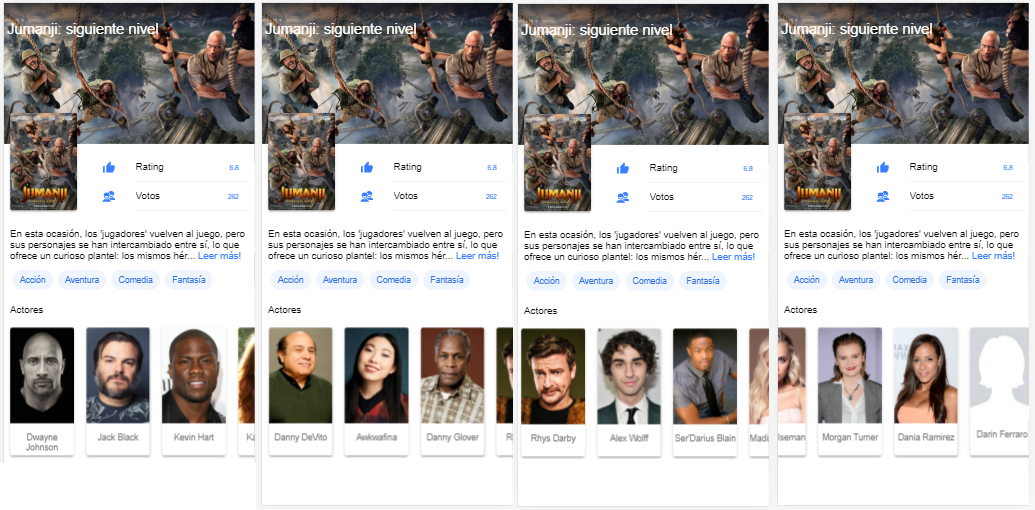 Jumanji: siguiente nivel
JUMANJI
Rating 6.8
Votos 262
En esta ocasión, los 'jugadores' vuelven al juego, pero
sus personajes se han intercambiado entre sí, lo que
ofrece un curioso plantel: los mismos hér... Leer más!
Acción Aventura Comedia Fantasía
Actores
Dwayne
Johnson
Jack Black
Kevin Hart
Jumanji: siguiente nivel
JUMANJI
Rating 6.8
Votos 262
En esta ocasión, los 'jugadores' vuelven al juego, pero
sus personajes se han intercambiado entre sí, lo que
ofrece un curioso plantel: los mismos hér... Leer más!
Acción Aventura Comedia Fantasía
Actores
Danny DeVito
Awkwafina
Danny Glover
Jumanji: siguiente nivel
JUMANJI
Rating 6.8
Votos 262
En esta ocasión, los 'jugadores' vuelven al juego, pero
sus personajes se han intercambiado entre sí, lo que
ofrece un curioso plantel: los mismos hér... Leer más!
Acción Aventura Comedia Fantasía
Actores
Rhys Darby
Alex Wolff
Ser'Darius Blain
Madi
Jumanji: siguiente nivel
JUMANJI
Rating 6.8
Votos 262
En esta ocasión, los 'jugadores' vuelven al juego, pero
sus personajes se han intercambiado entre sí, lo que
ofrece un curioso plantel: los mismos hér... Leer más!
Acción Aventura Comedia Fantasía
Actores
Iseman
Morgan Turner
Dania Ramirez
Darin Ferraro